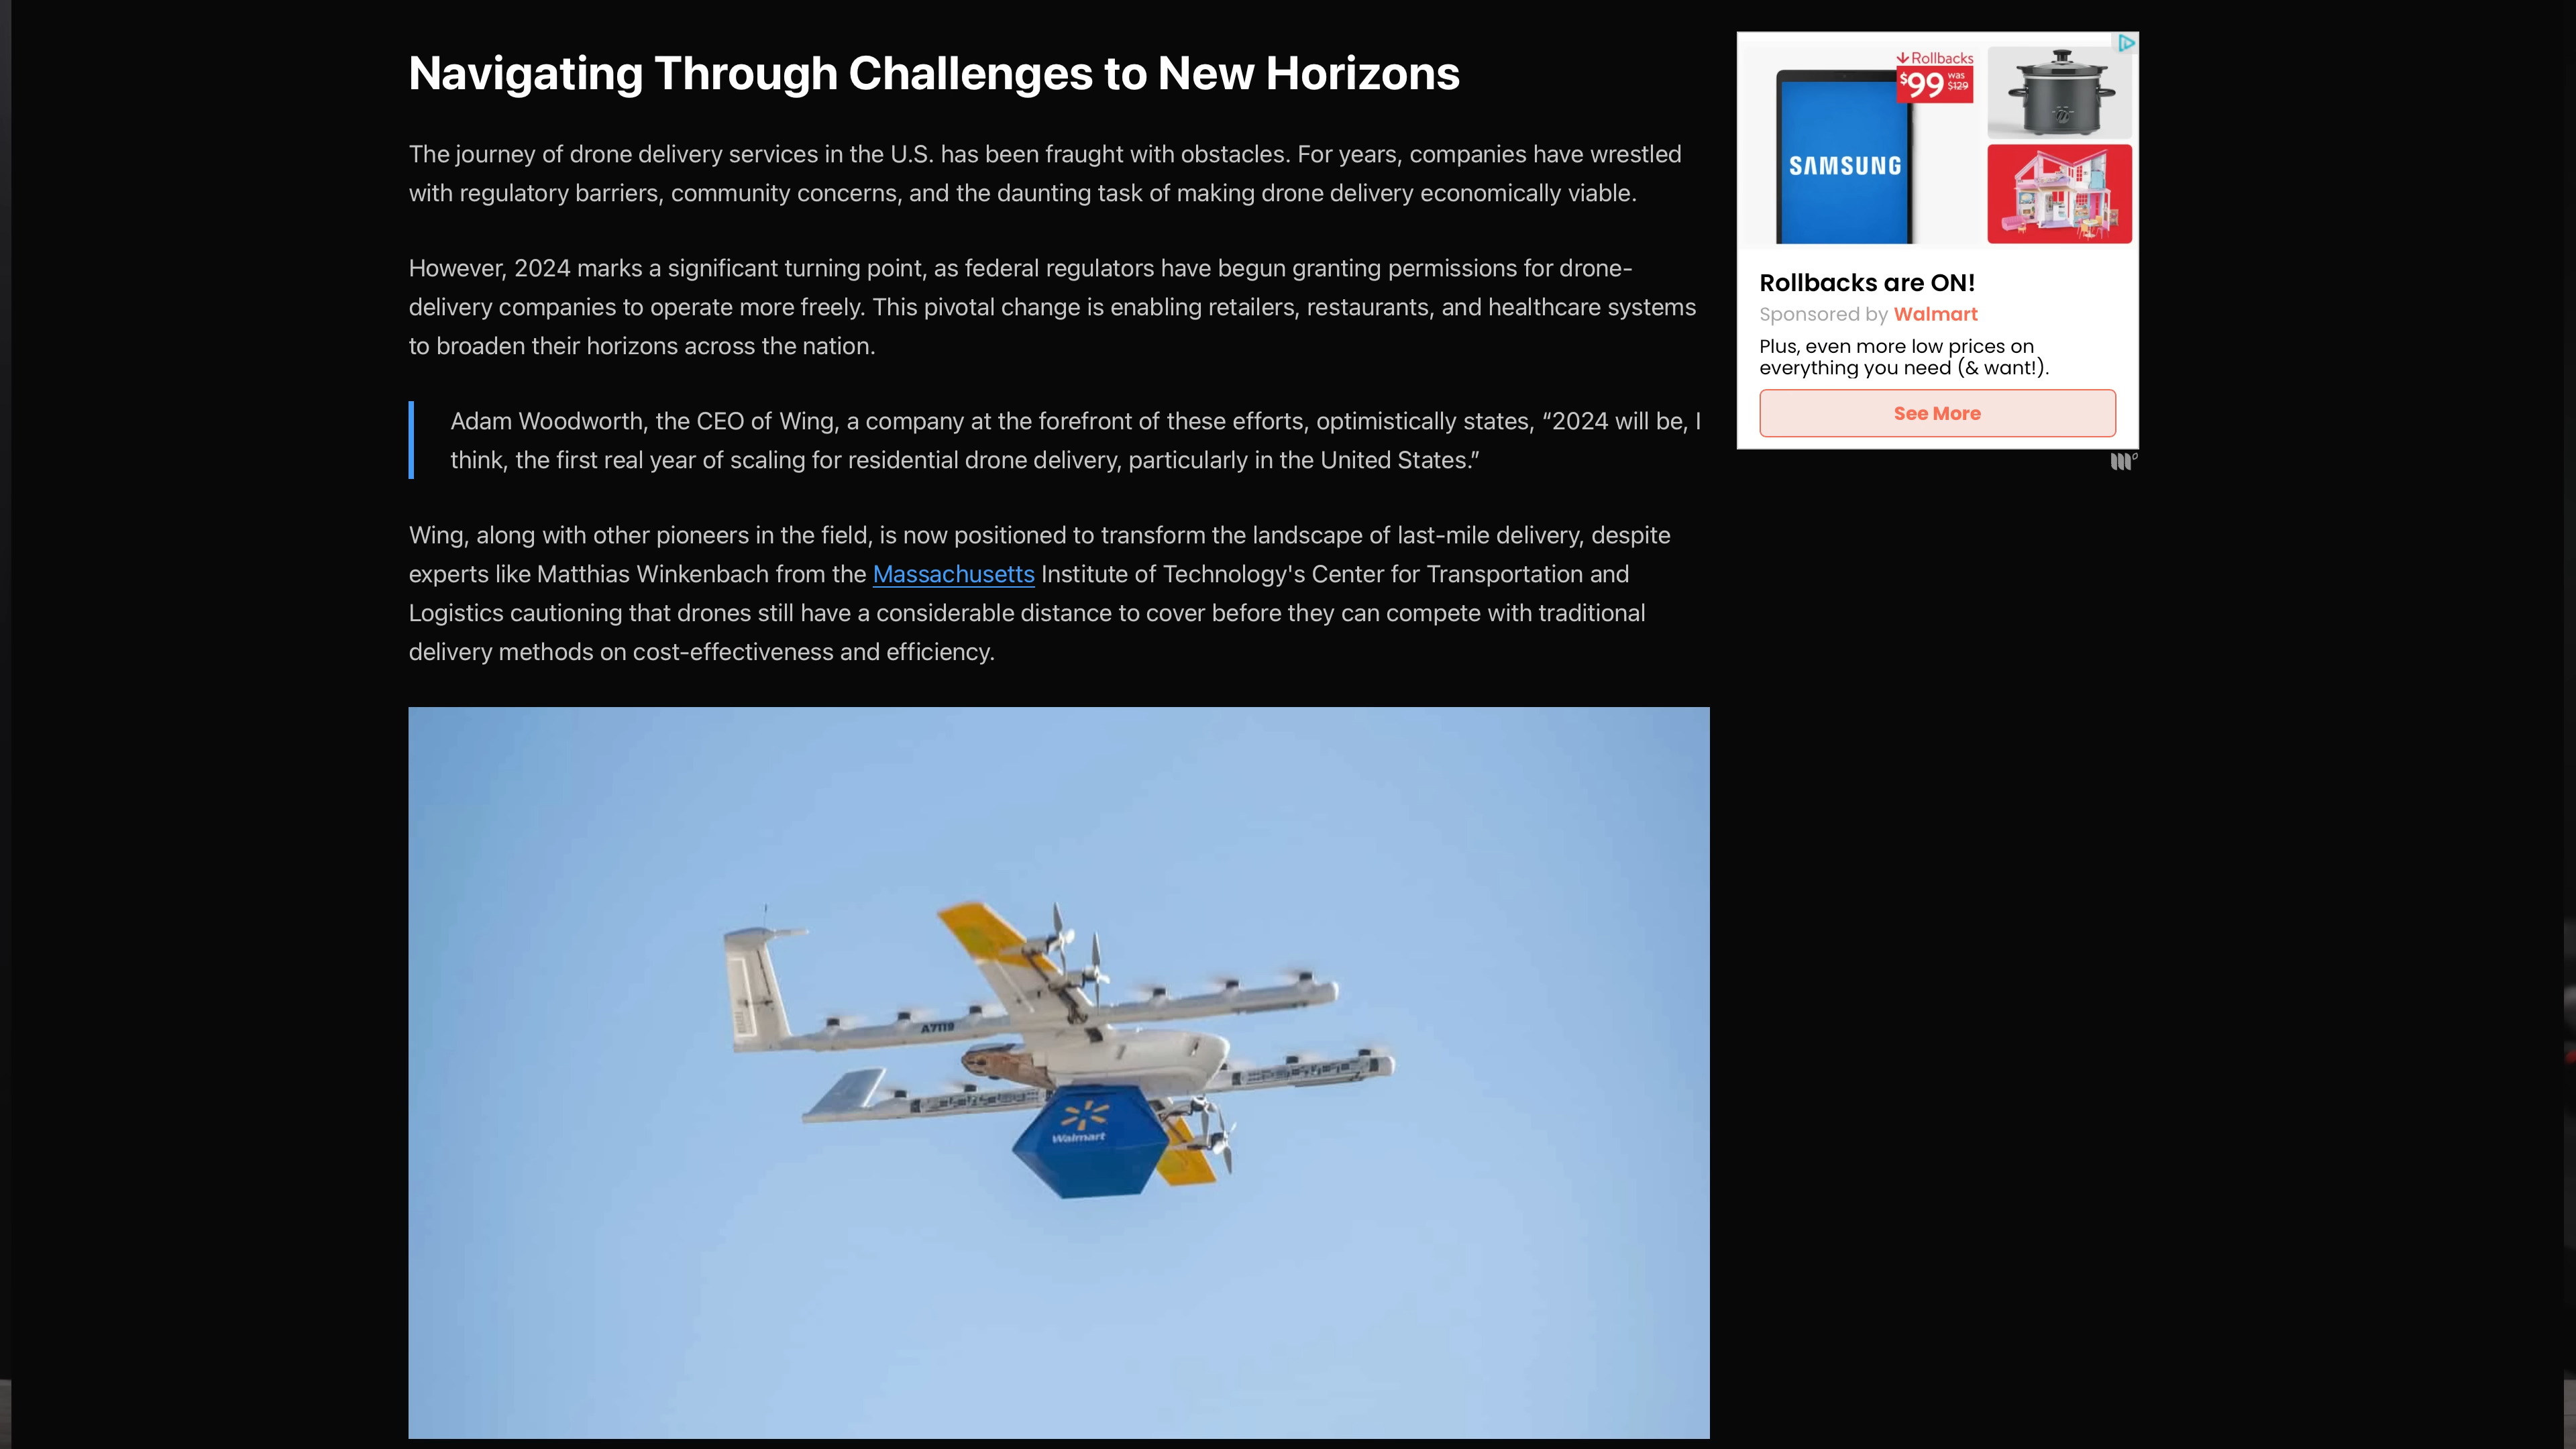 Navigating Through Challenges to New Horizons
The journey of drone delivery services in the U.S. has been fraught with obstacles. For years, companies have wrestled
with regulatory barriers, community concerns, and the daunting task of making drone delivery economically viable.
However, 2024 marks a significant turning point, as federal regulators have begun granting permissions for drone-
delivery companies to operate more freely. This pivotal change is enabling retailers, restaurants, and healthcare systems
to broaden their horizons across the nation.
Adam Woodworth, the CEO of Wing, a company at the forefront of these efforts, optimistically states, “2024 will be, I
think, the first real year of scaling for residential drone delivery, particularly in the United States.”
Wing, along with other pioneers in the field, is now positioned to transform the landscape of last-mile delivery, despite
experts like Matthias Winkenbach from the Massachusetts Institute of Technology's Center for Transportation and
Logistics cautioning that drones still have a considerable distance to cover before they can compete with traditional
delivery methods on cost-effectiveness and efficiency.
A7119
Walmart
Rollbacks
$99 was $129
SAMSUNG
Rollbacks are ON!
Sponsored by Walmart
Plus, even more low prices on
everything you need (& want!).
See More